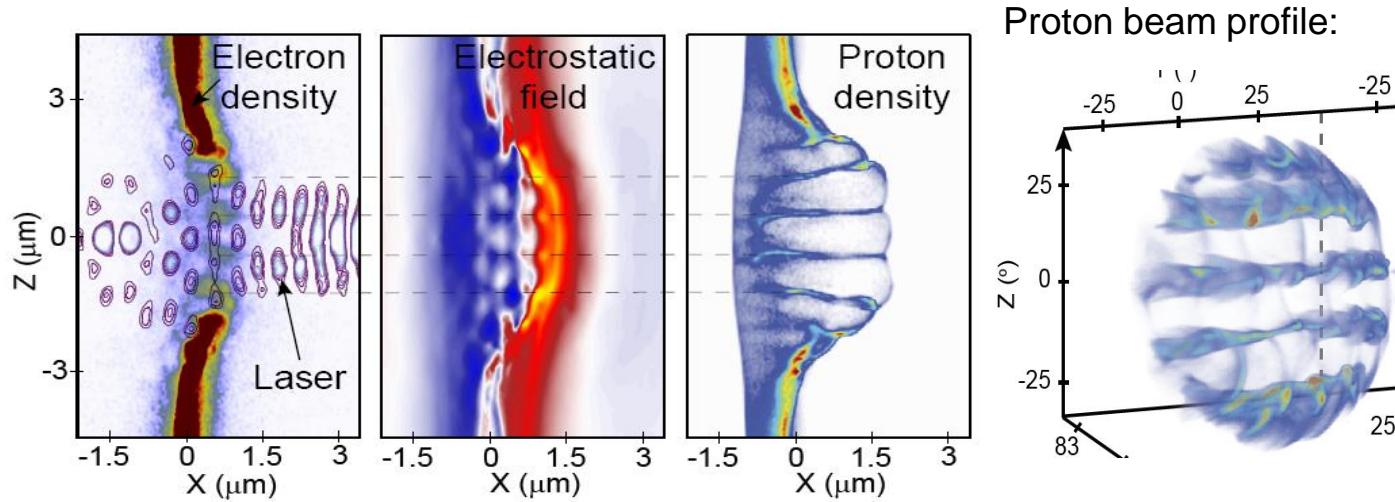 Proton beam profile:
Electron
density
Electrostatic
field
Proton
density
Laser
Z (μm)
3
0
-3
-1.5 0 1.5 3
X (μm)
-1.5 0 1.5 3
X (μm)
-1.5 0 1.5 3
X (μm)
-25 0 25 -25
Z (°)
25
0
-25
83
25